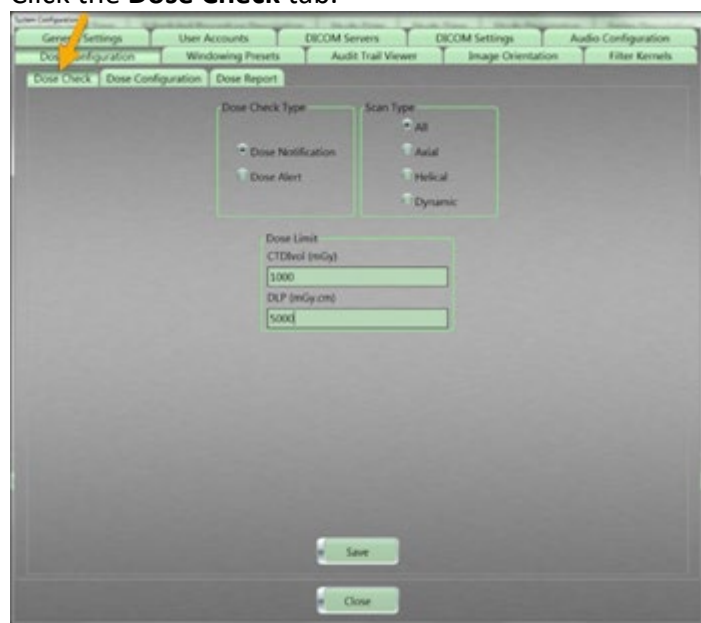 Click the Dose Check tab.
System Configuration
General Settings User Accounts DICOM Servers DICOM Settings Audio Configuration
Dose Configuration Windowing Presets Audit Trail Viewer Image Orientation Filter Kernels
Dose Check Dose Configuration Dose Report
Dose Check Type Scan Type
All
Dose Notification Axial
Dose Alert Helical
Dynamic
Dose Limit
CTDIvol (mGy)
1000
DLP (mGy.cm)
5000
Save
Close